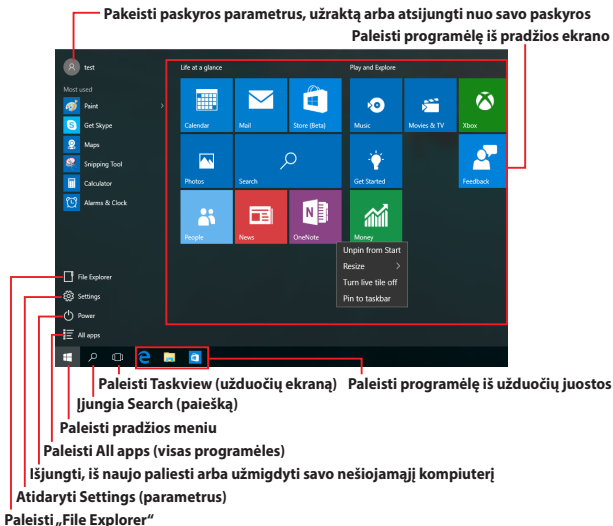 Pakeisti paskyros parametrus, užraktą arba atsijungti nuo savo paskyros
Paleisti programėlę iš pradžios ekrano
test
Life at a glance
Play and Explore
Most used
Paint
Get Skype
Maps
Snipping Tool
Calculator
Alarms & Clock
Calendar
Mail
Store (Beta)
Music
Movies & TV
Xbox
Photos
Search
Get Started
Feedback
People
News
OneNote
Money
Unpin from Start
Resize
Turn live tile off
Pin to taskbar
File Explorer
Settings
Power
All apps
Paleisti Taskview (užduočių ekraną)
Paleisti programėlę iš užduočių juostos
Įjungia Search (paiešką)
Paleisti pradžios meniu
Paleisti All apps (visas programėles)
Išjungti, iš naujo paliesti arba užmigdyti savo nešiojamąjį kompiuterį
Atidaryti Settings (parametrus)
Paleisti „File Explorer“